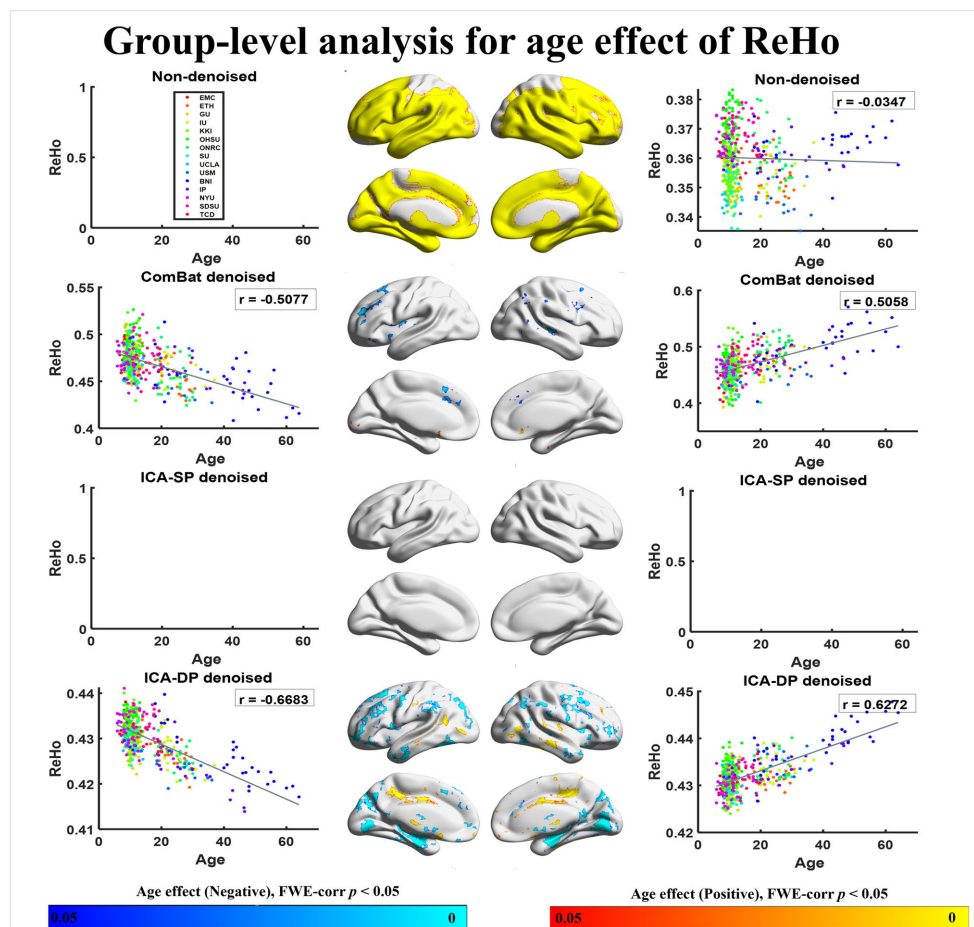 Group-level analysis for age effect of ReHo
Non-denoised
ReHo
1
0.5
0
0 20 40 60
Age
EMC
ETH
GU
IU
KKI
OHSU
ONRC
SU
UCLA
USM
BNI
IP
NYU
SDSU
TCD
Non-denoised
r = -0.0347
ReHo
0.38
0.37
0.36
0.35
0.34
0 20 40 60
Age
ComBat denoised
r = -0.5077
ReHo
0.55
0.5
0.45
0.4
0 20 40 60
Age
ComBat denoised
r = 0.5058
ReHo
0.6
0.5
0.4
0 20 40 60
Age
ICA-SP denoised
ReHo
1
0.5
0
0 20 40 60
Age
ICA-SP denoised
ReHo
1
0.5
0
0 20 40 60
Age
ICA-DP denoised
r = -0.6683
ReHo
0.44
0.43
0.42
0.41
0 20 40 60
Age
ICA-DP denoised
r = 0.6272
ReHo
0.45
0.44
0.43
0.42
0 20 40 60
Age
Age effect (Negative), FWE-corr p < 0.05
0.05 0
Age effect (Positive), FWE-corr p < 0.05
0.05 0